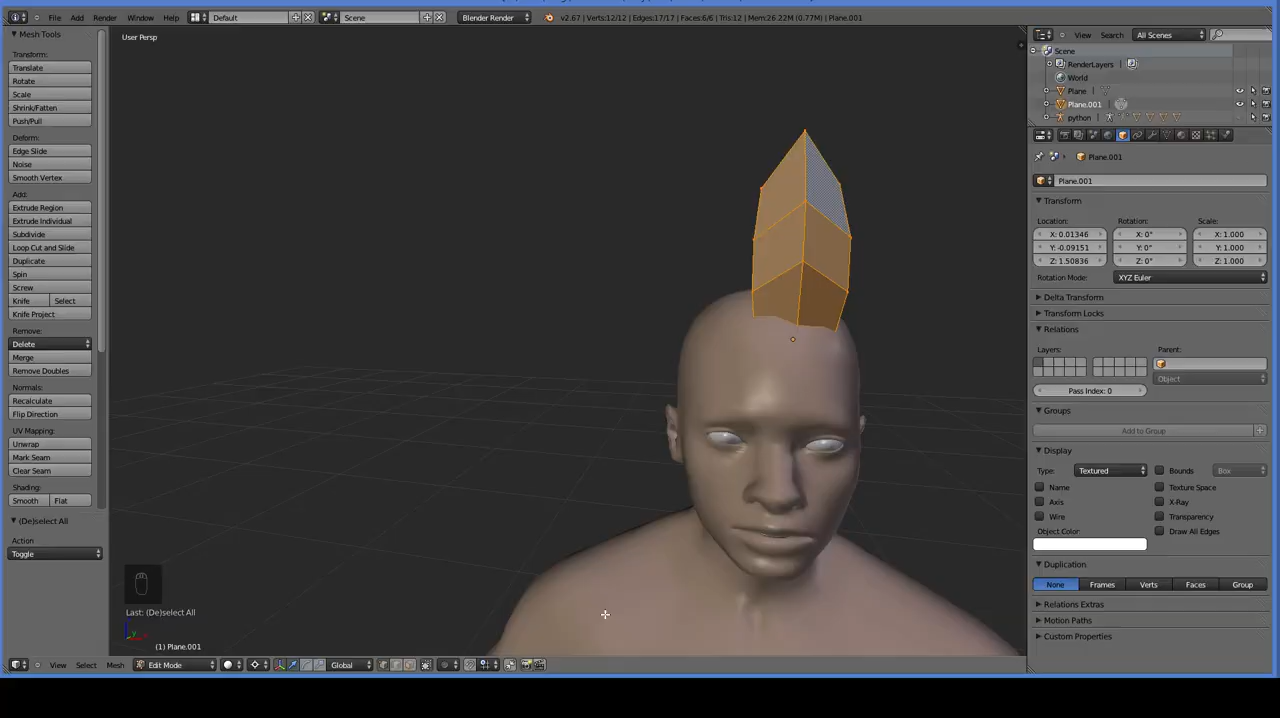 File Add Render Window Help Default Scene Blender Render v2.67 | Verts:12/12 | Edges:17/17 | Faces:6/6 | Tris:12 | Mem:26.22M (0.77M) | Plane.001
Mesh Tools
Transform:
Translate
Rotate
Scale
Shrink/Fatten
Push/Pull
Deform:
Edge Slide
Noise
Smooth Vertex
Add:
Extrude Region
Extrude Individual
Subdivide
Loop Cut and Slide
Duplicate
Spin
Screw
Knife Select
Knife Project
Remove:
Delete
Merge
Remove Doubles
Normals:
Recalculate
Flip Direction
UV Mapping:
Unwrap
Mark Seam
Clear Seam
Shading:
Smooth Flat
(De)select All
Action
Toggle
User Persp
Last: (De)select All
(1) Plane.001
View Select Mesh Edit Mode Global
View Search All Scenes
Scene
RenderLayers
World
Plane
Plane.001
python
Plane.001
Plane.001
Transform
Location: Rotation: Scale:
X: 0.01346 X: 0° X: 1.000
Y: -0.09151 Y: 0° Y: 1.000
Z: 1.50836 Z: 0° Z: 1.000
Rotation Mode: XYZ Euler
Delta Transform
Transform Locks
Relations
Layers: Parent:
Object
Pass Index: 0
Groups
Add to Group
Display
Type: Textured Bounds Box
Name Texture Space
Axis X-Ray
Wire Transparency
Object Color: Draw All Edges
Duplication
None Frames Verts Faces Group
Relations Extras
Motion Paths
Custom Properties